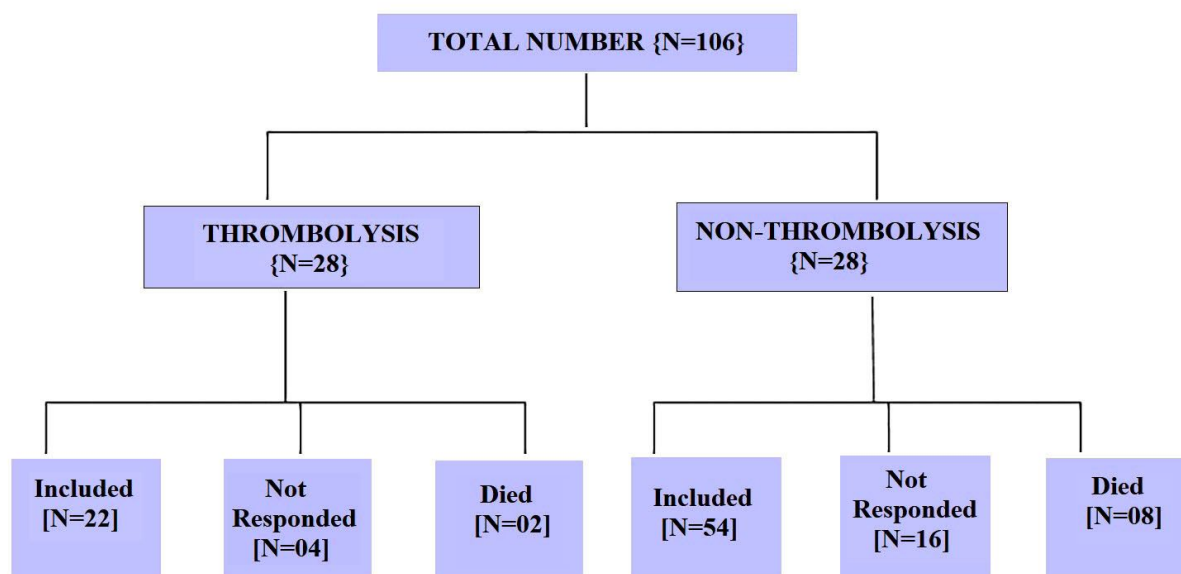 TOTAL NUMBER {N=106}
THROMBOLYSIS
{N=28}
NON-THROMBOLYSIS
{N=28}
Included
[N=22]
Not
Responded
[N=04]
Died
[N=02]
Included
[N=54]
Not
Responded
[N=16]
Died
[N=08]